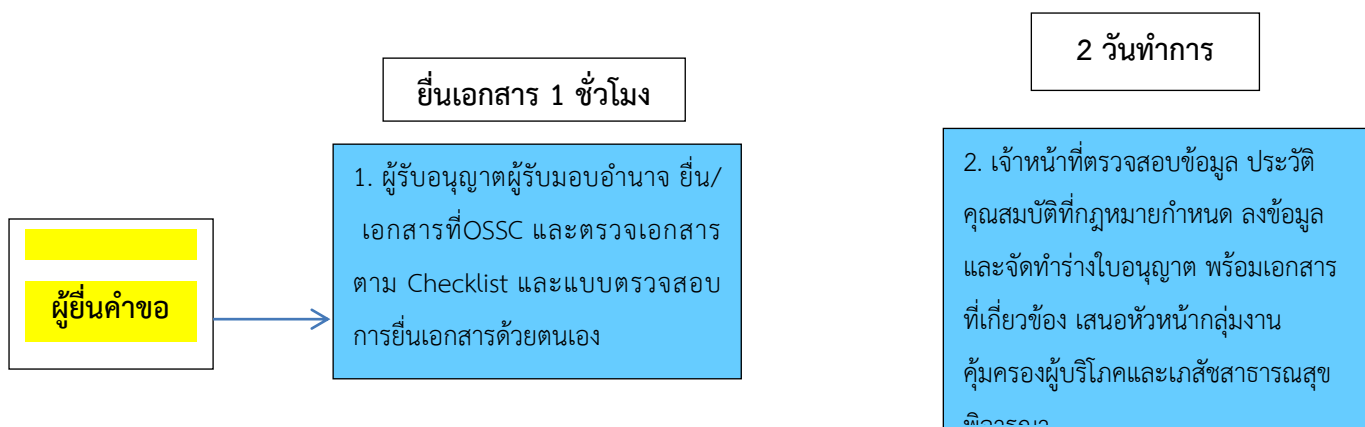 ผู้ยื่นคำขอ
ยื่นเอกสาร 1 ชั่วโมง
1. ผู้รับอนุญาตผู้รับมอบอำนาจ ยื่น/
เอกสารที่OSSC และตรวจเอกสาร
ตาม Checklist และแบบตรวจสอบ
การยื่นเอกสารด้วยตนเอง
2 วันทำการ
2. เจ้าหน้าที่ตรวจสอบข้อมูล ประวัติ
คุณสมบัติที่กฎหมายกำหนด ลงข้อมูล
และจัดทำร่างใบอนุญาต พร้อมเอกสาร
ที่เกี่ยวข้อง เสนอหัวหน้ากลุ่มงาน
คุ้มครองผู้บริโภคและเภสัชสาธารณสุข
พิจารณา